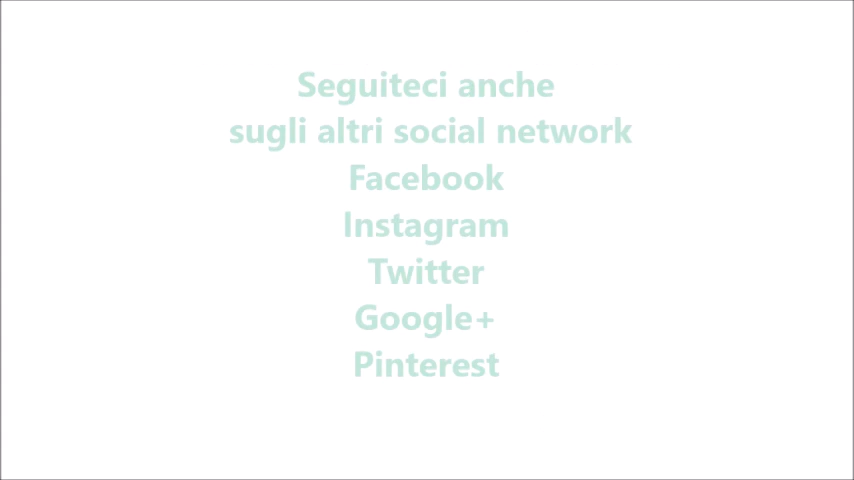 Seguiteci anche
sugli altri social network
Facebook
Instagram
Twitter
Google+
Pinterest